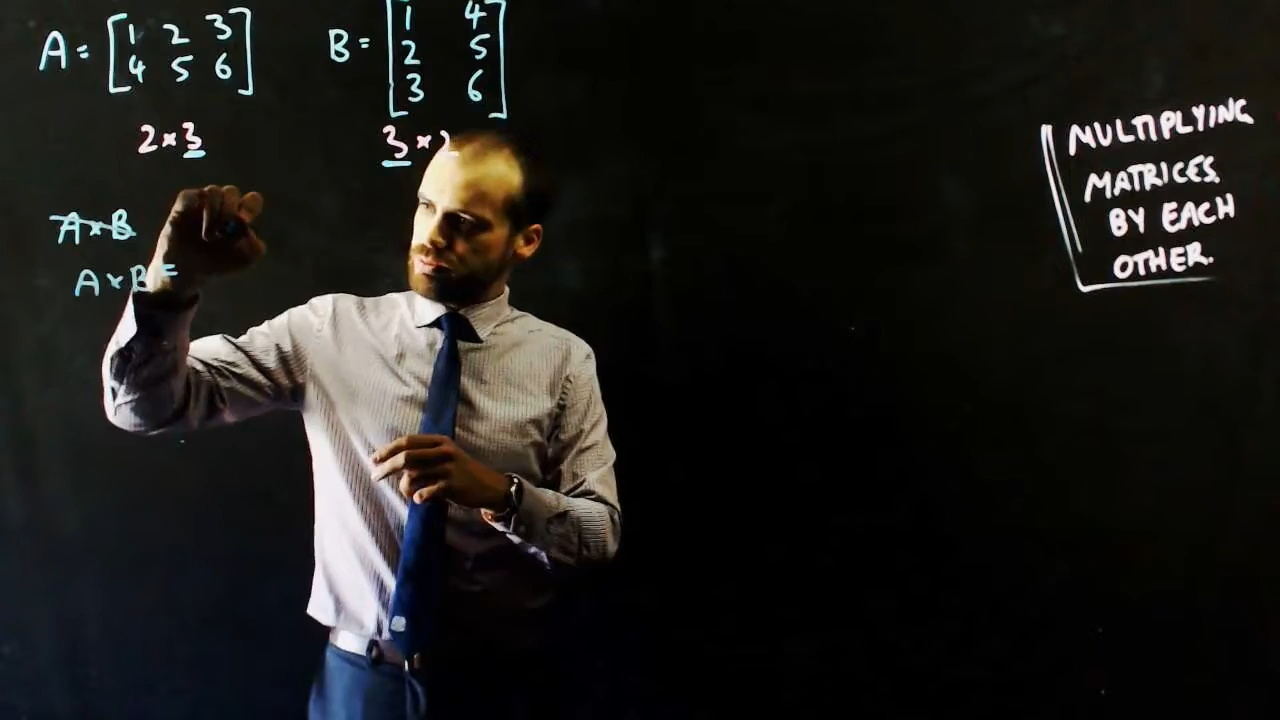 A = [1 2 3
4 5 6]
B = [1 4
2 5
3 6]
2 × 3
3 × 2
A × B
A × B =
MULTIPLYING
MATRICES
BY EACH
OTHER.